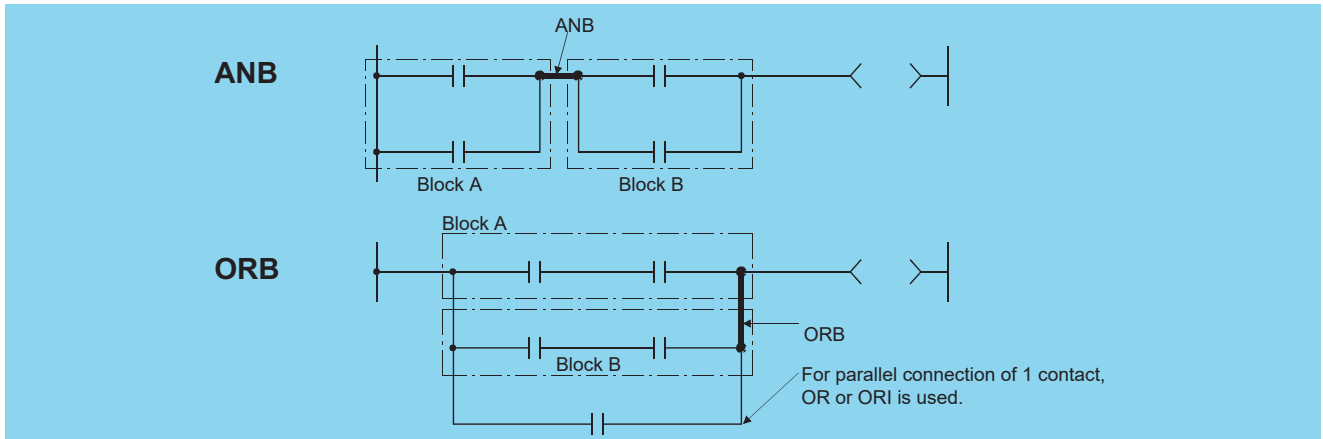 ANB
ANB
Block A
Block B
Block A
ORB
ORB
Block B
For parallel connection of 1 contact,
OR or ORI is used.